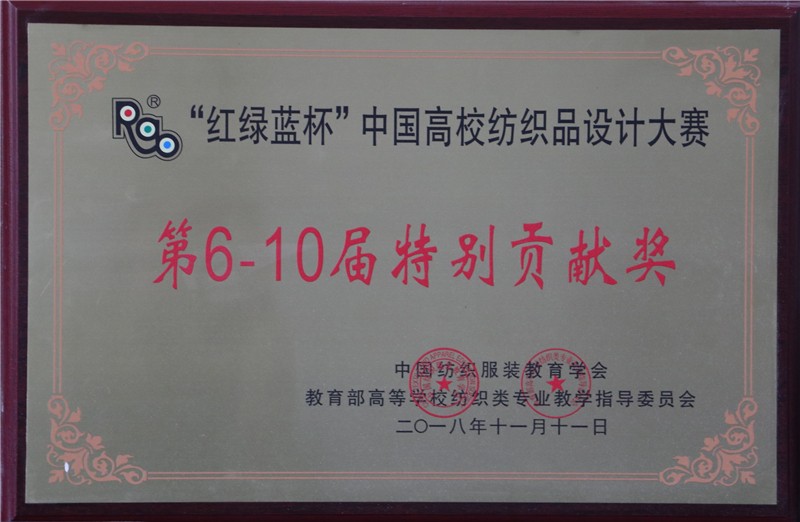 Rgb® “红绿蓝杯”中国高校纺织品设计大赛
第6-10届特别贡献奖
中国纺织服装教育学会
教育部高等学校纺织类专业教学指导委员会
二〇一八年十一月十一日